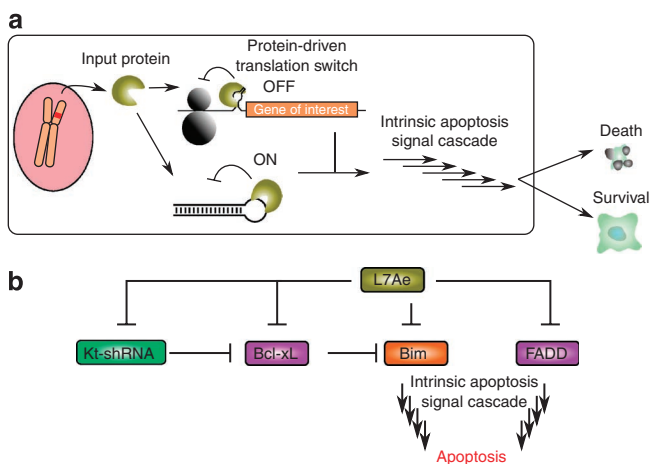 a
Input protein
Protein-driven
translation switch
OFF
Gene of interest
ON
Intrinsic apoptosis
signal cascade
Death
Survival
b
L7Ae
Kt-shRNA
Bcl-xL
Bim
FADD
Intrinsic apoptosis
signal cascade
Apoptosis